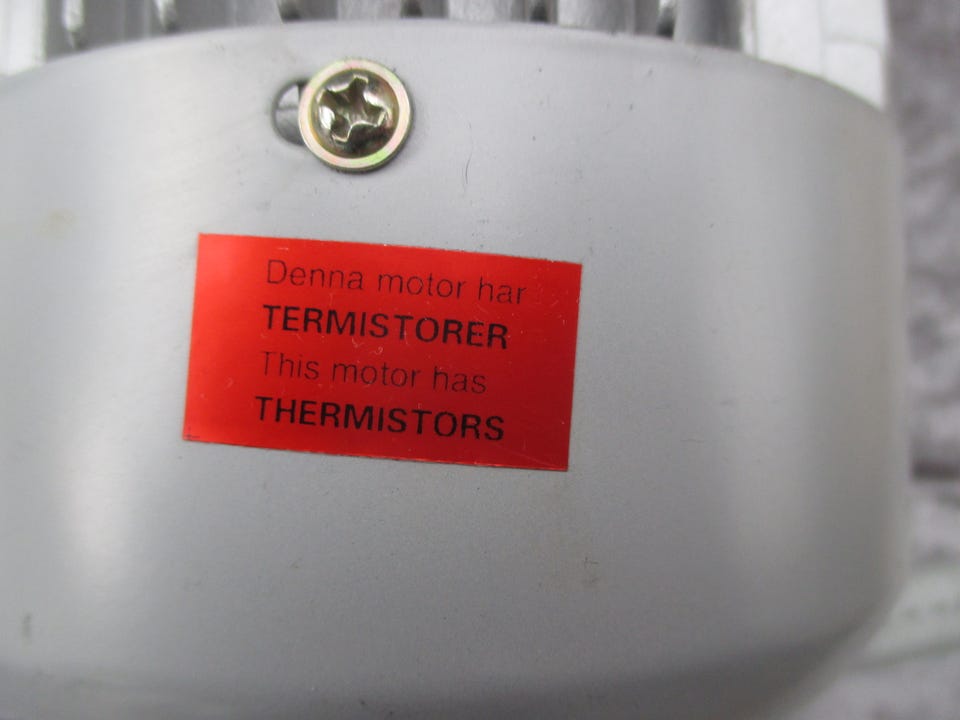 Denna motor har
TERMISTORER
This motor has
THERMISTORS